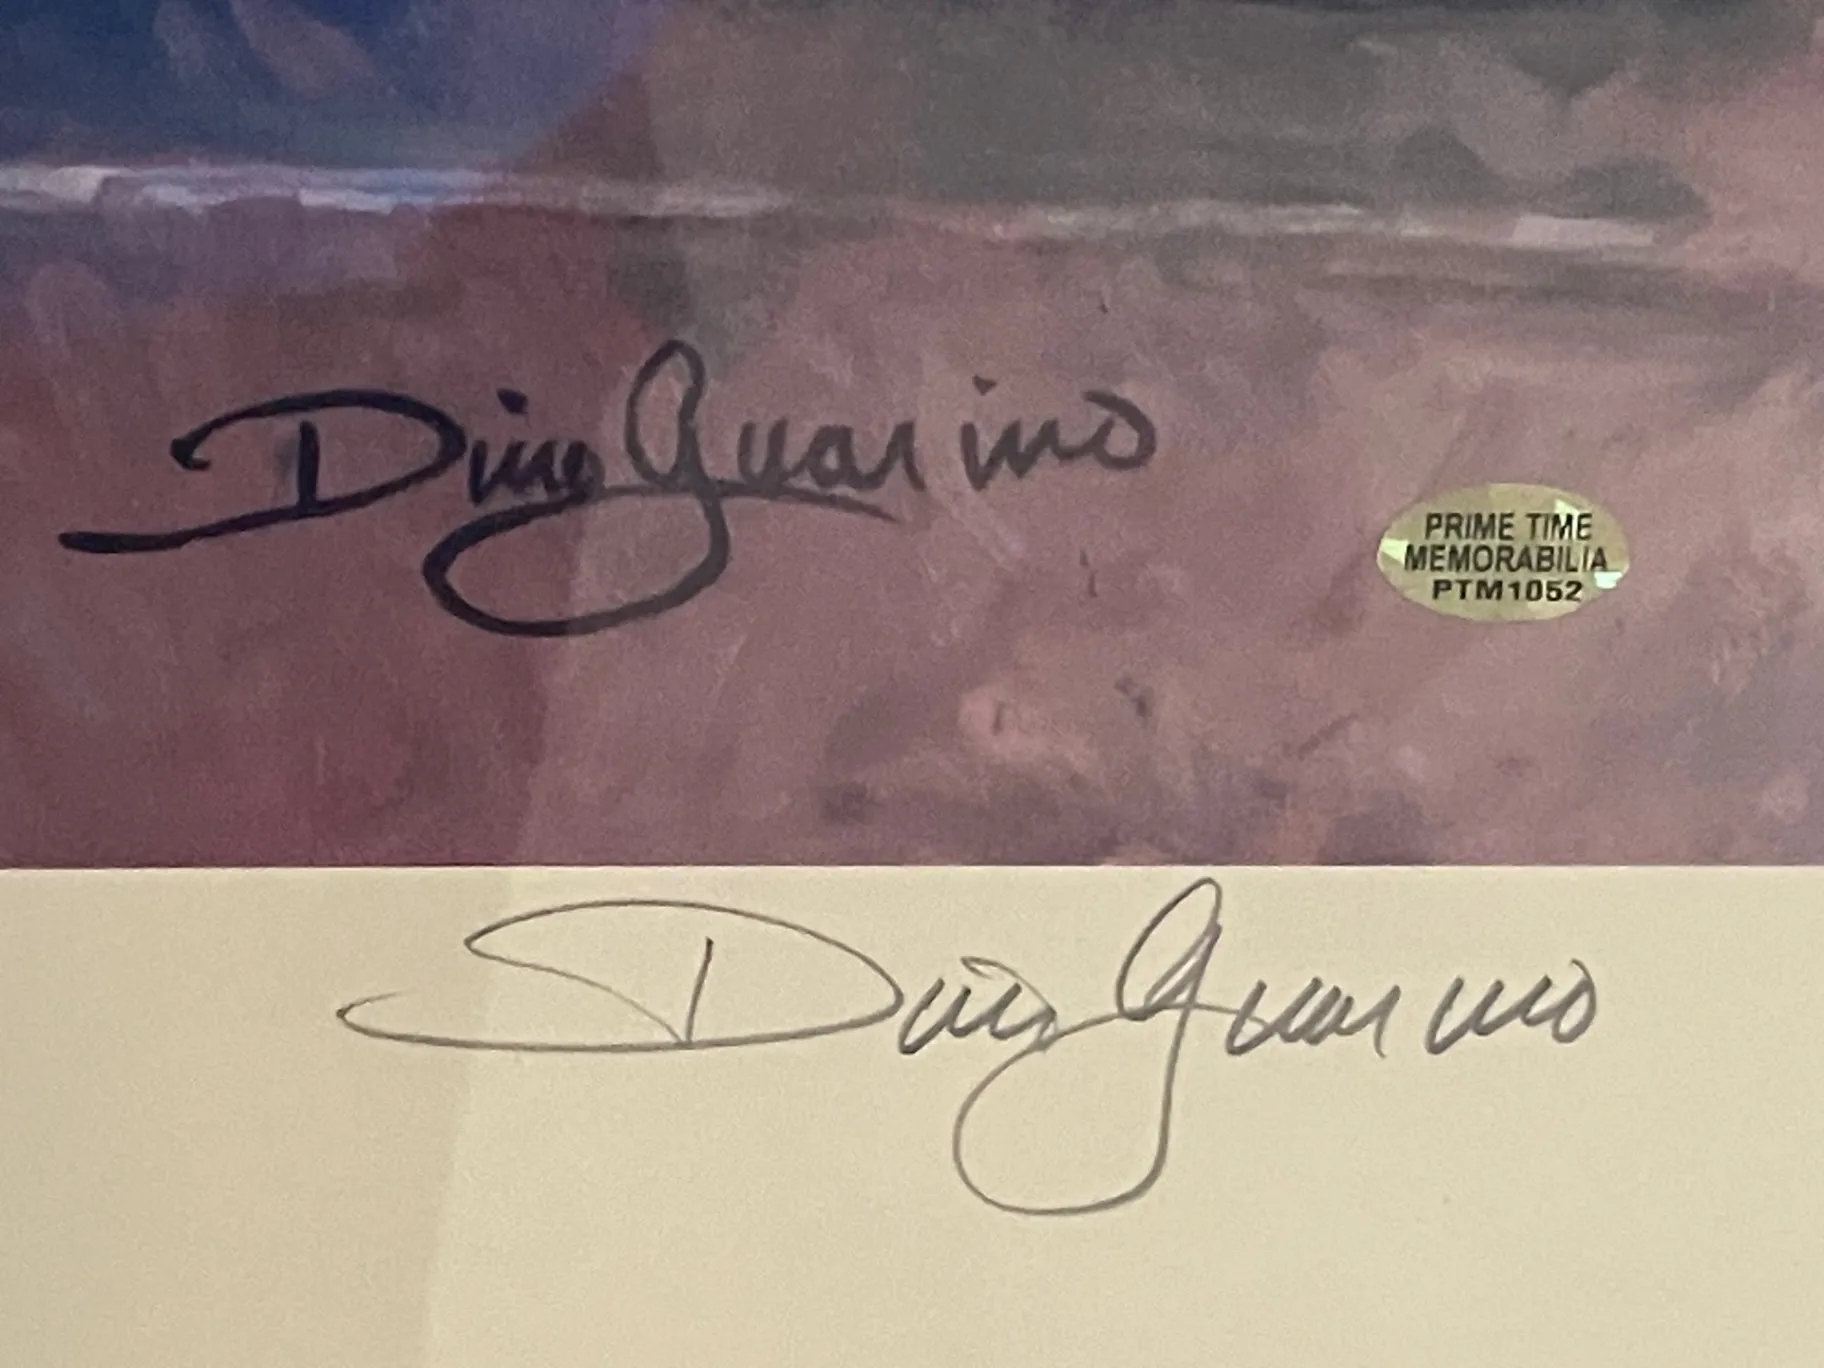 Dino Guarino
PRIME TIME
MEMORABILIA
PTM1052
Dino Guarino